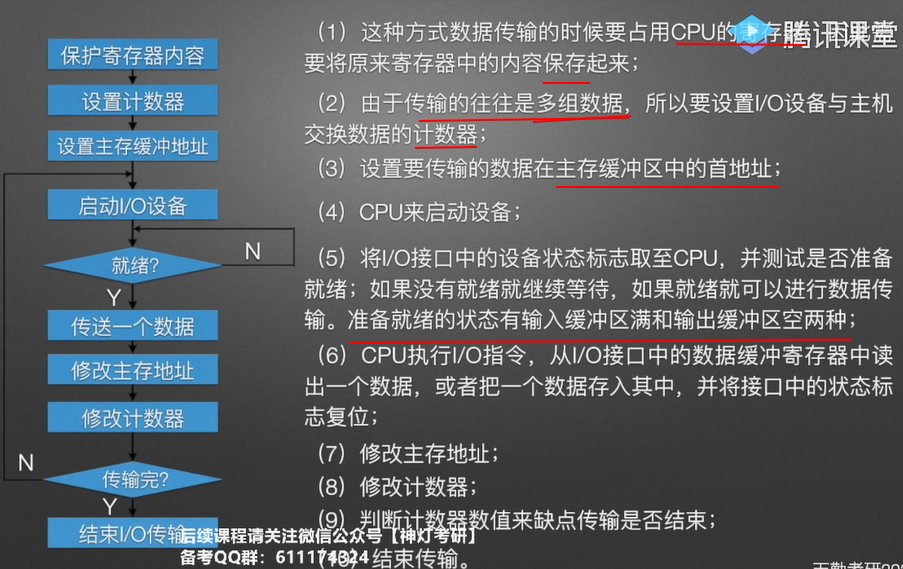 保护寄存器内容
设置计数器
设置主存缓冲地址
启动I/O设备
就绪?
N
Y
传送一个数据
修改主存地址
修改计数器
传输完?
N
Y
结束I/O传输
(1) 这种方式数据传输的时候要占用CPU的寄存
腾讯课堂
要将原来寄存器中的内容保存起来;
(2) 由于传输的往往是多组数据,所以要设置I/O设备与主机
交换数据的计数器;
(3) 设置要传输的数据在主存缓冲区中的首地址;
(4) CPU来启动设备;
(5) 将I/O接口中的设备状态标志取至CPU,并测试是否准备
就绪;如果没有就绪就继续等待,如果就绪就可以进行数据传
输。准备就绪的状态有输入缓冲区满和输出缓冲区空两种;
(6) CPU执行I/O指令,从I/O接口中的数据缓冲寄存器中读
出一个数据,或者把一个数据存入其中,并将接口中的状态标
志复位;
(7) 修改主存地址;
(8) 修改计数器;
(9) 判断计数器数值来缺点传输是否结束;
(10) 结束传输。
后续课程请关注微信公众号【神灯考研】
备考QQ群:611174324